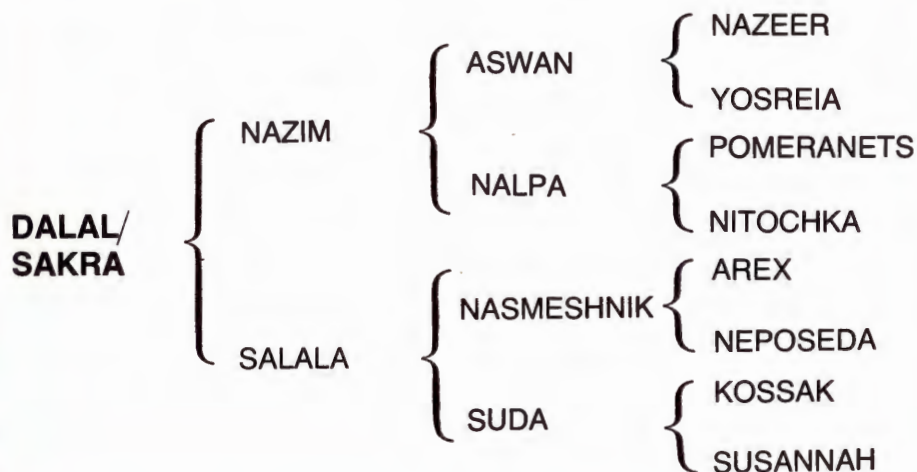 NAZEER
ASWAN
YOSREIA
NAZIM
POMERANETS
NALPA
NITOCHKA
DALAL/
SAKRA
AREX
NASMESHNIK
NEPOSEDA
SALALA
KOSSAK
SUDA
SUSANNAH